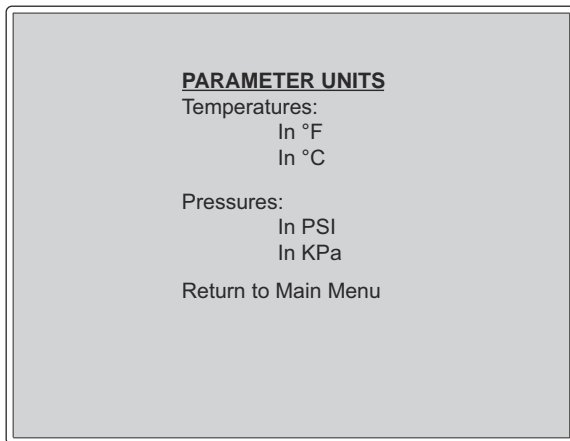 PARAMETER UNITS
Temperatures:
In °F
In °C
Pressures:
In PSI
In KPa
Return to Main Menu